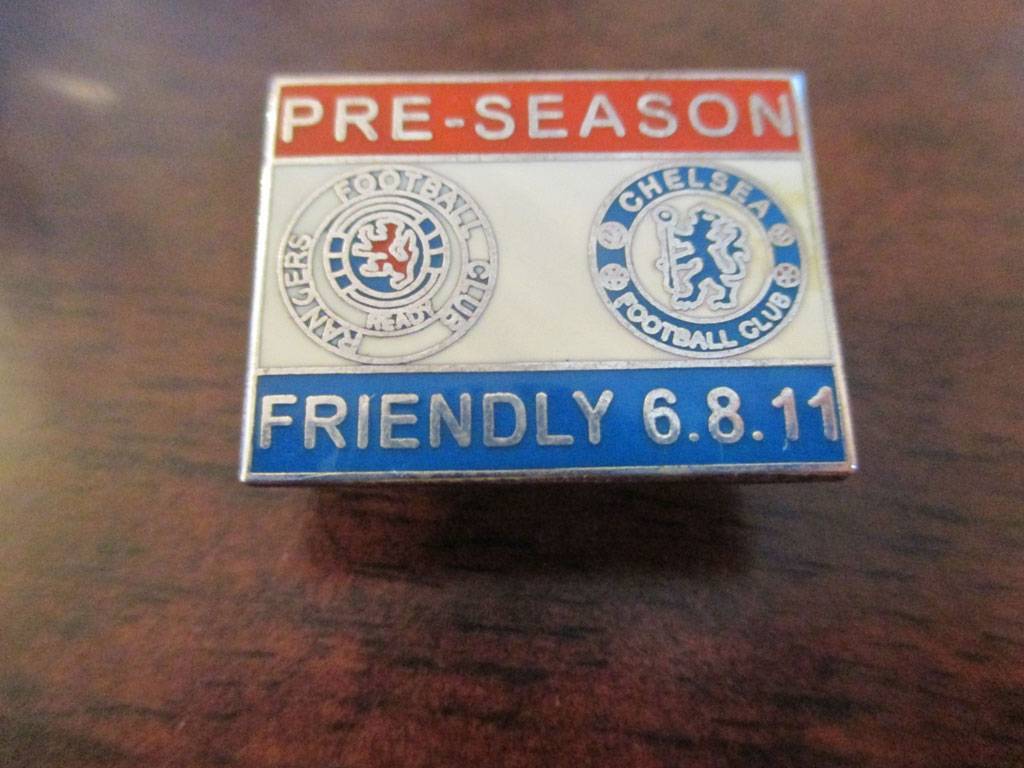 PRE-SEASON
RANGERS FOOTBALL CLUB
READY
CHELSEA
FOOTBALL CLUB
FRIENDLY 6.8.11